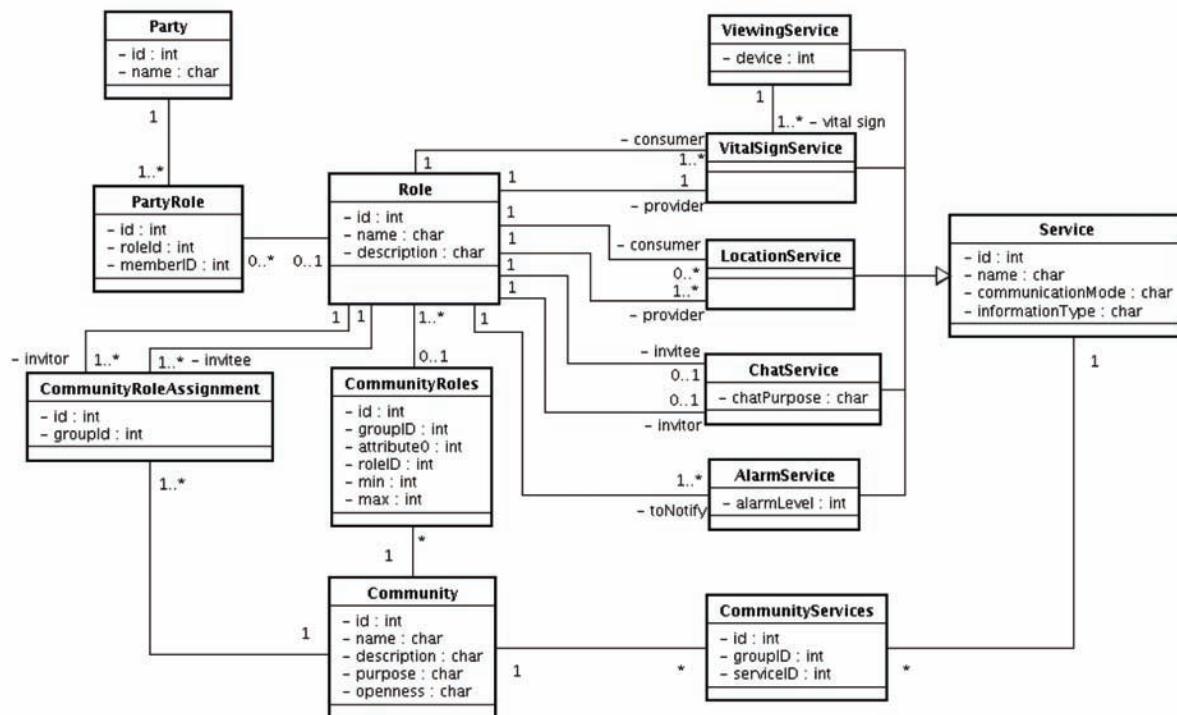 Party
– id : int
– name : char
1
1..*
PartyRole
– id : int
– roleId : int
– memberID : int
0..*
0..1
Role
– id : int
– name : char
– description : char
ViewingService
– device : int
1
1..* – vital sign
– consumer
1
1..*
VitalSignService
1
1
– provider
1
– consumer
0..*
LocationService
1
1..*
– provider
Service
– id : int
– name : char
– communicationMode : char
– informationType : char
1
1
– invitee
0..1
ChatService
– chatPurpose : char
1
0..1
– invitor
1
1..*
AlarmService
– alarmLevel : int
– toNotify
1
– invitor
1..*
1
1..* – invitee
CommunityRoleAssignment
– id : int
– groupId : int
1..*
1
1..*
0..1
CommunityRoles
– id : int
– groupID : int
– attribute0 : int
– roleID : int
– min : int
– max : int
*
1
Community
– id : int
– name : char
– description : char
– purpose : char
– openness : char
1
*
CommunityServices
– id : int
– groupID : int
– serviceID : int
*